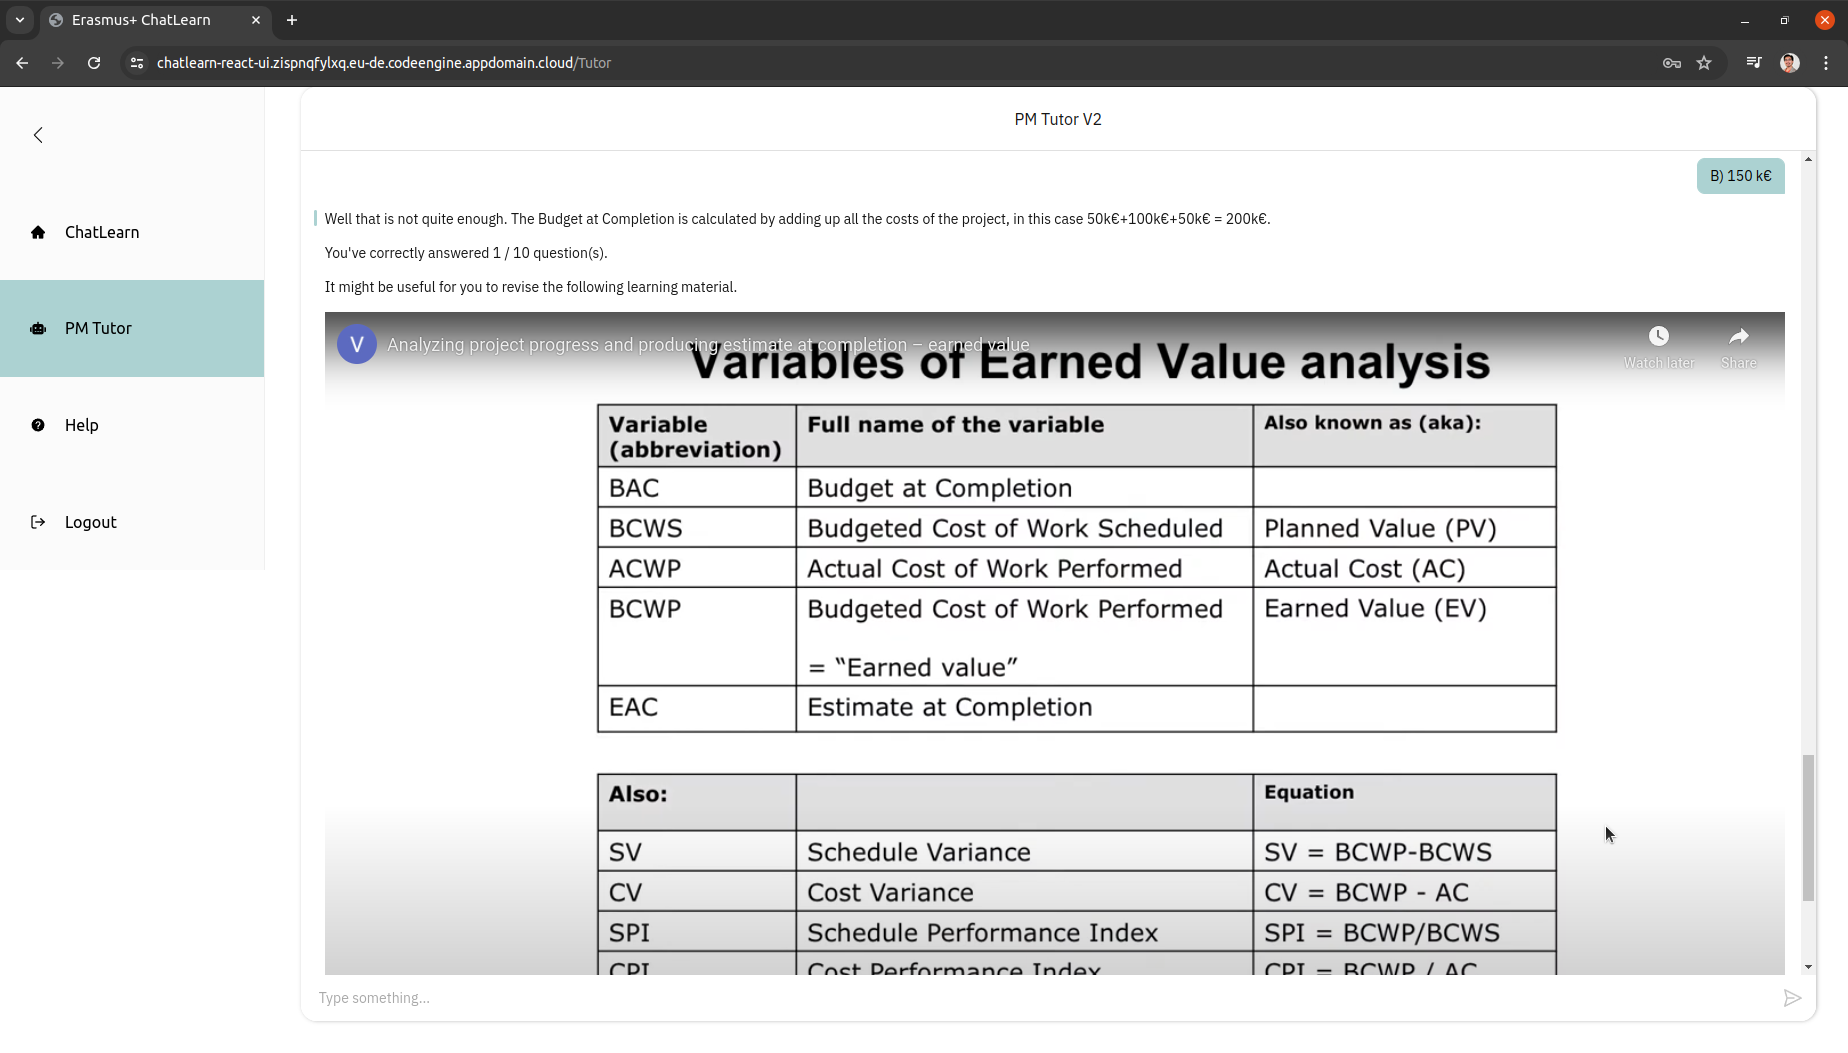 Erasmus+ ChatLearn
chatlearn-react-ui.zispnqfylxq.eu-de.codeengine.appdomain.cloud/Tutor
ChatLearn
PM Tutor
Help
Logout
PM Tutor V2
B) 150 k€
Well that is not quite enough. The Budget at Completion is calculated by adding up all the costs of the project, in this case 50k€+100k€+50k€ = 200k€.
You've correctly answered 1 / 10 question(s).
It might be useful for you to revise the following learning material.
V
Analyzing project progress and producing estimate at completion – earned value
Watch later
Share
Variables of Earned Value analysis
Variable (abbreviation) Full name of the variable Also known as (aka):
BAC Budget at Completion
BCWS Budgeted Cost of Work Scheduled Planned Value (PV)
ACWP Actual Cost of Work Performed Actual Cost (AC)
BCWP Budgeted Cost of Work Performed Earned Value (EV)
= “Earned value”
EAC Estimate at Completion
Also: Equation
SV Schedule Variance SV = BCWP-BCWS
CV Cost Variance CV = BCWP - AC
SPI Schedule Performance Index SPI = BCWP/BCWS
CPI Cost Performance Index CPI = BCWP / AC
Type something...